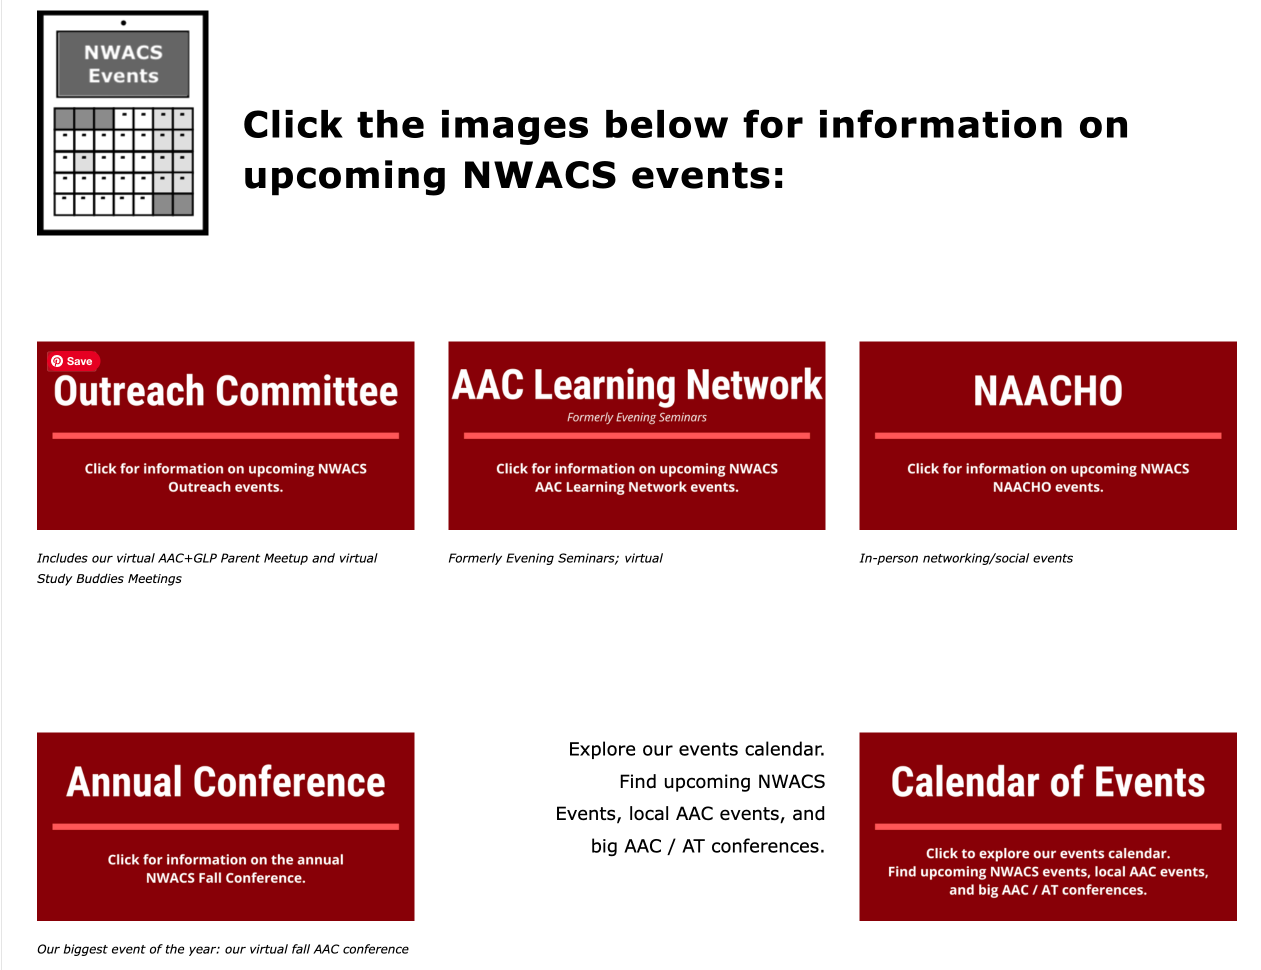 NWACS
Events
Click the images below for information on
upcoming NWACS events:
Save
Outreach Committee
Click for information on upcoming NWACS
Outreach events.
Includes our virtual AAC+GLP Parent Meetup and virtual
Study Buddies Meetings
AAC Learning Network
Formerly Evening Seminars
Click for information on upcoming NWACS
AAC Learning Network events.
Formerly Evening Seminars; virtual
NAACHO
Click for information on upcoming NWACS
NAACHO events.
In-person networking/social events
Annual Conference
Click for information on the annual
NWACS Fall Conference.
Our biggest event of the year: our virtual fall AAC conference
Explore our events calendar.
Find upcoming NWACS
Events, local AAC events, and
big AAC / AT conferences.
Calendar of Events
Click to explore our events calendar.
Find upcoming NWACS events, local AAC events,
and big AAC / AT conferences.